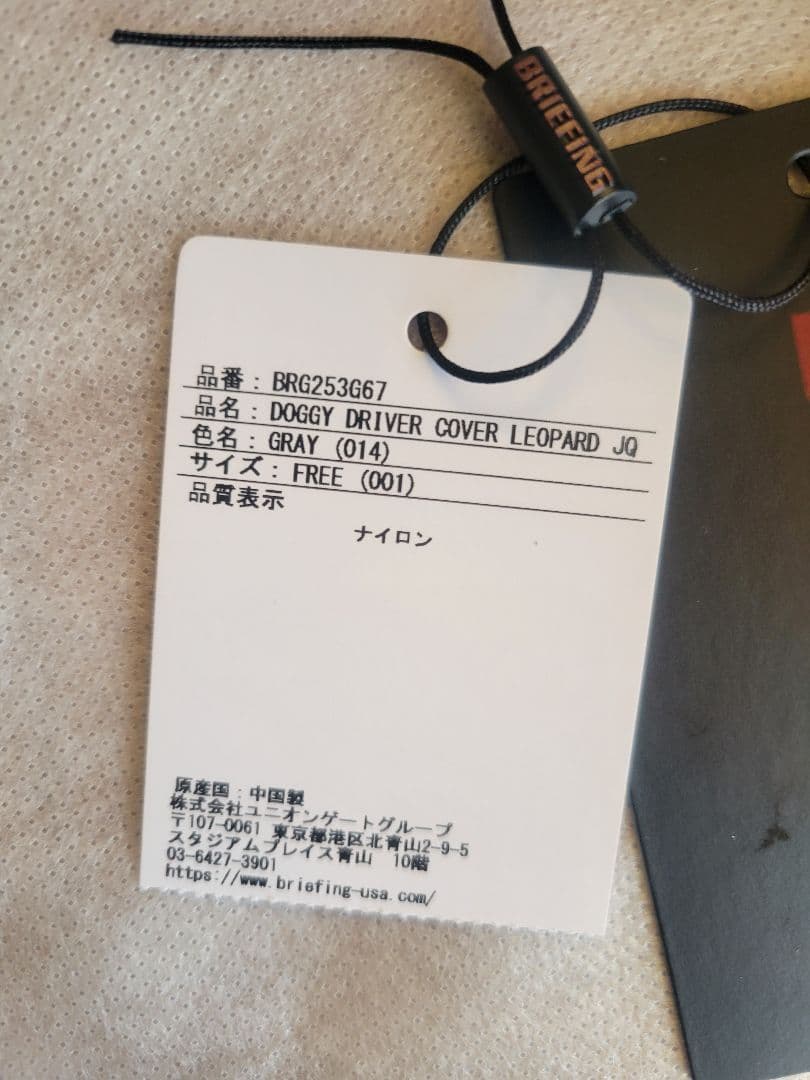 BRIEFING
品番：BRG253G67
品名：DOGGY DRIVER COVER LEOPARD JQ
色名：GRAY (014)
サイズ：FREE (001)
品質表示
ナイロン
原産国：中国製
株式会社ユニオンゲートグループ
〒107-0061 東京都港区北青山2-9-5
スタジアムプレイス青山 10階
03-6427-3901
https://www.briefing-usa.com/